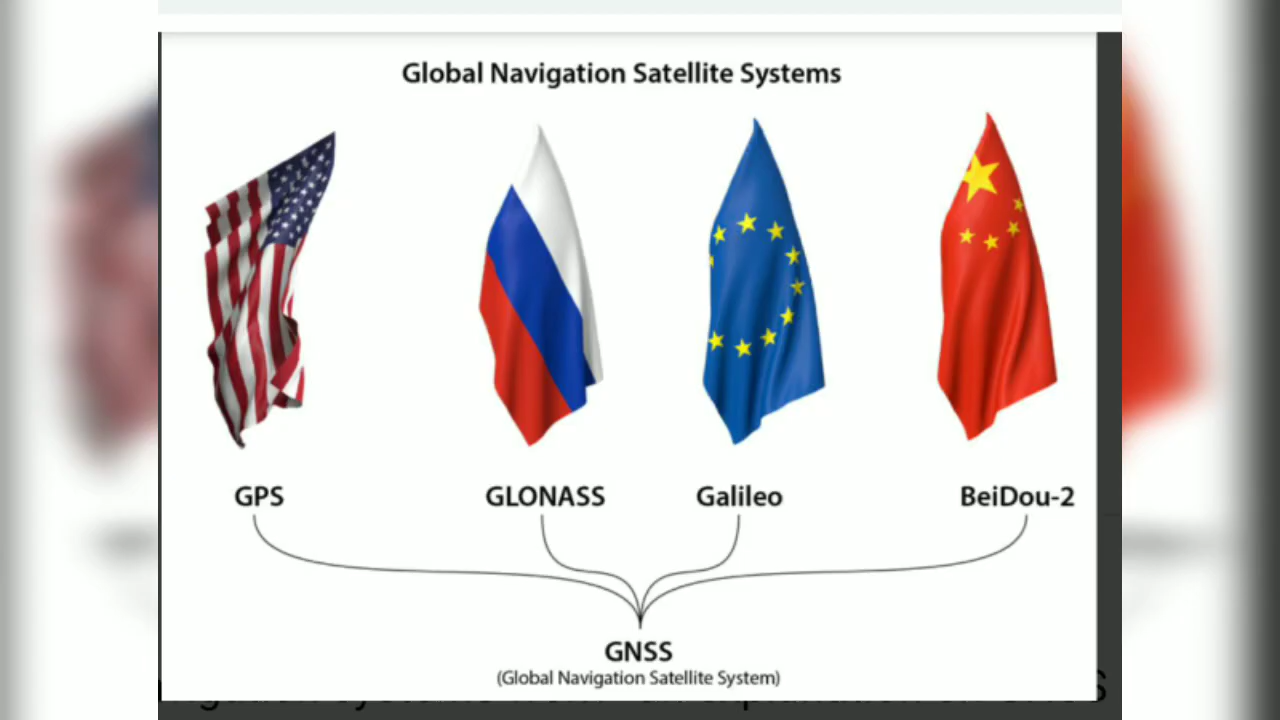 Global Navigation Satellite Systems
GPS
GLONASS
Galileo
BeiDou-2
GNSS
(Global Navigation Satellite System)